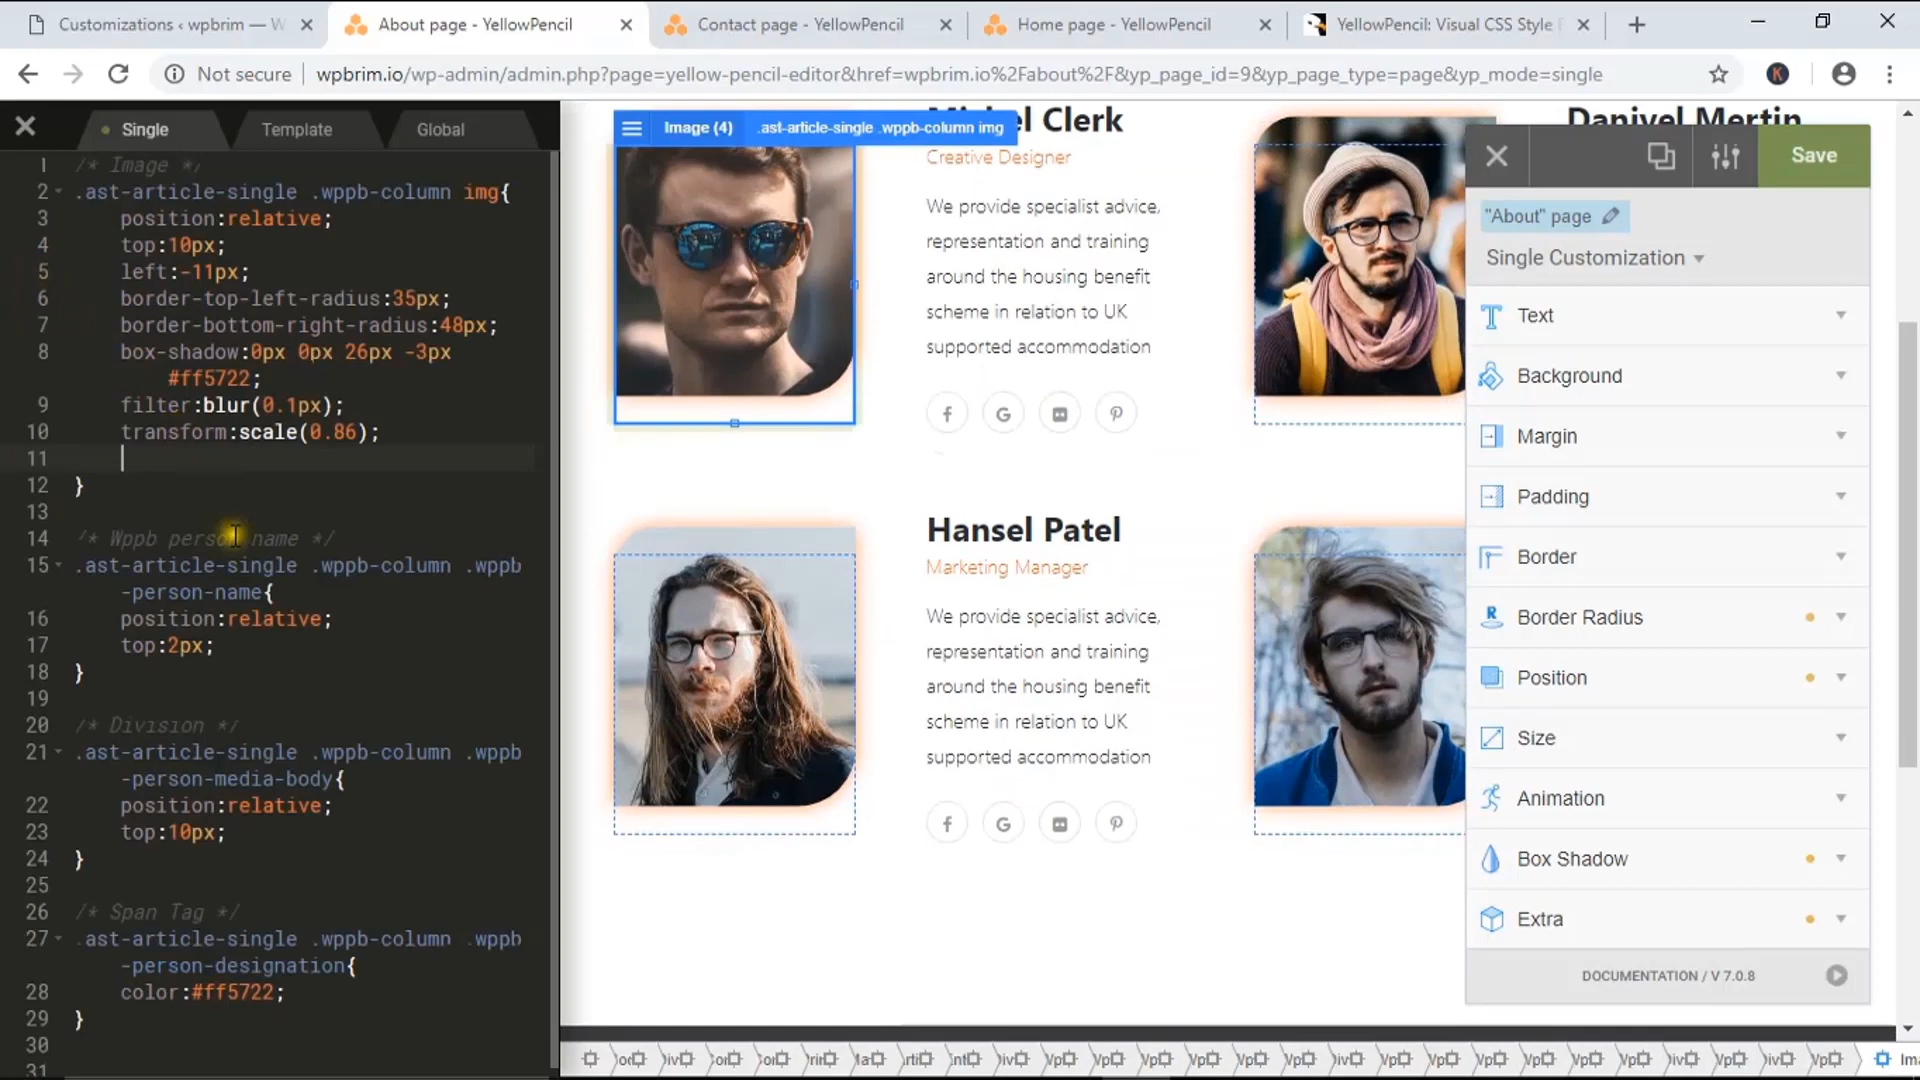 Customizations ‹ wpbrim — W
About page - YellowPencil
Contact page - YellowPencil
Home page - YellowPencil
YellowPencil: Visual CSS Style
Not secure
wpbrim.io/wp-admin/admin.php?page=yellow-pencil-editor&href=wpbrim.io%2Fabout%2F&yp_page_id=9&yp_page_type=page&yp_mode=single
K
Single
Template
Global
1 /* Image */
2 .ast-article-single .wppb-column img{
3 position:relative;
4 top:10px;
5 left:-11px;
6 border-top-left-radius:35px;
7 border-bottom-right-radius:48px;
8 box-shadow:0px 0px 26px -3px
#ff5722;
9 filter:blur(0.1px);
10 transform:scale(0.86);
11
12 }
13
14 /* Wppb person name */
15 .ast-article-single .wppb-column .wppb
-person-name{
16 position:relative;
17 top:2px;
18 }
19
20 /* Division */
21 .ast-article-single .wppb-column .wppb
-person-media-body{
22 position:relative;
23 top:10px;
24 }
25
26 /* Span Tag */
27 .ast-article-single .wppb-column .wppb
-person-designation{
28 color:#ff5722;
29 }
30
31
Image (4) .ast-article-single .wppb-column img
Clerk
Creative Designer
We provide specialist advice,
representation and training
around the housing benefit
scheme in relation to UK
supported accommodation
Hansel Patel
Marketing Manager
We provide specialist advice,
representation and training
around the housing benefit
scheme in relation to UK
supported accommodation
Danivel Mertin
Save
"About" page
Single Customization
Text
Background
Margin
Padding
Border
Border Radius
Position
Size
Animation
Box Shadow
Extra
DOCUMENTATION / V 7.0.8